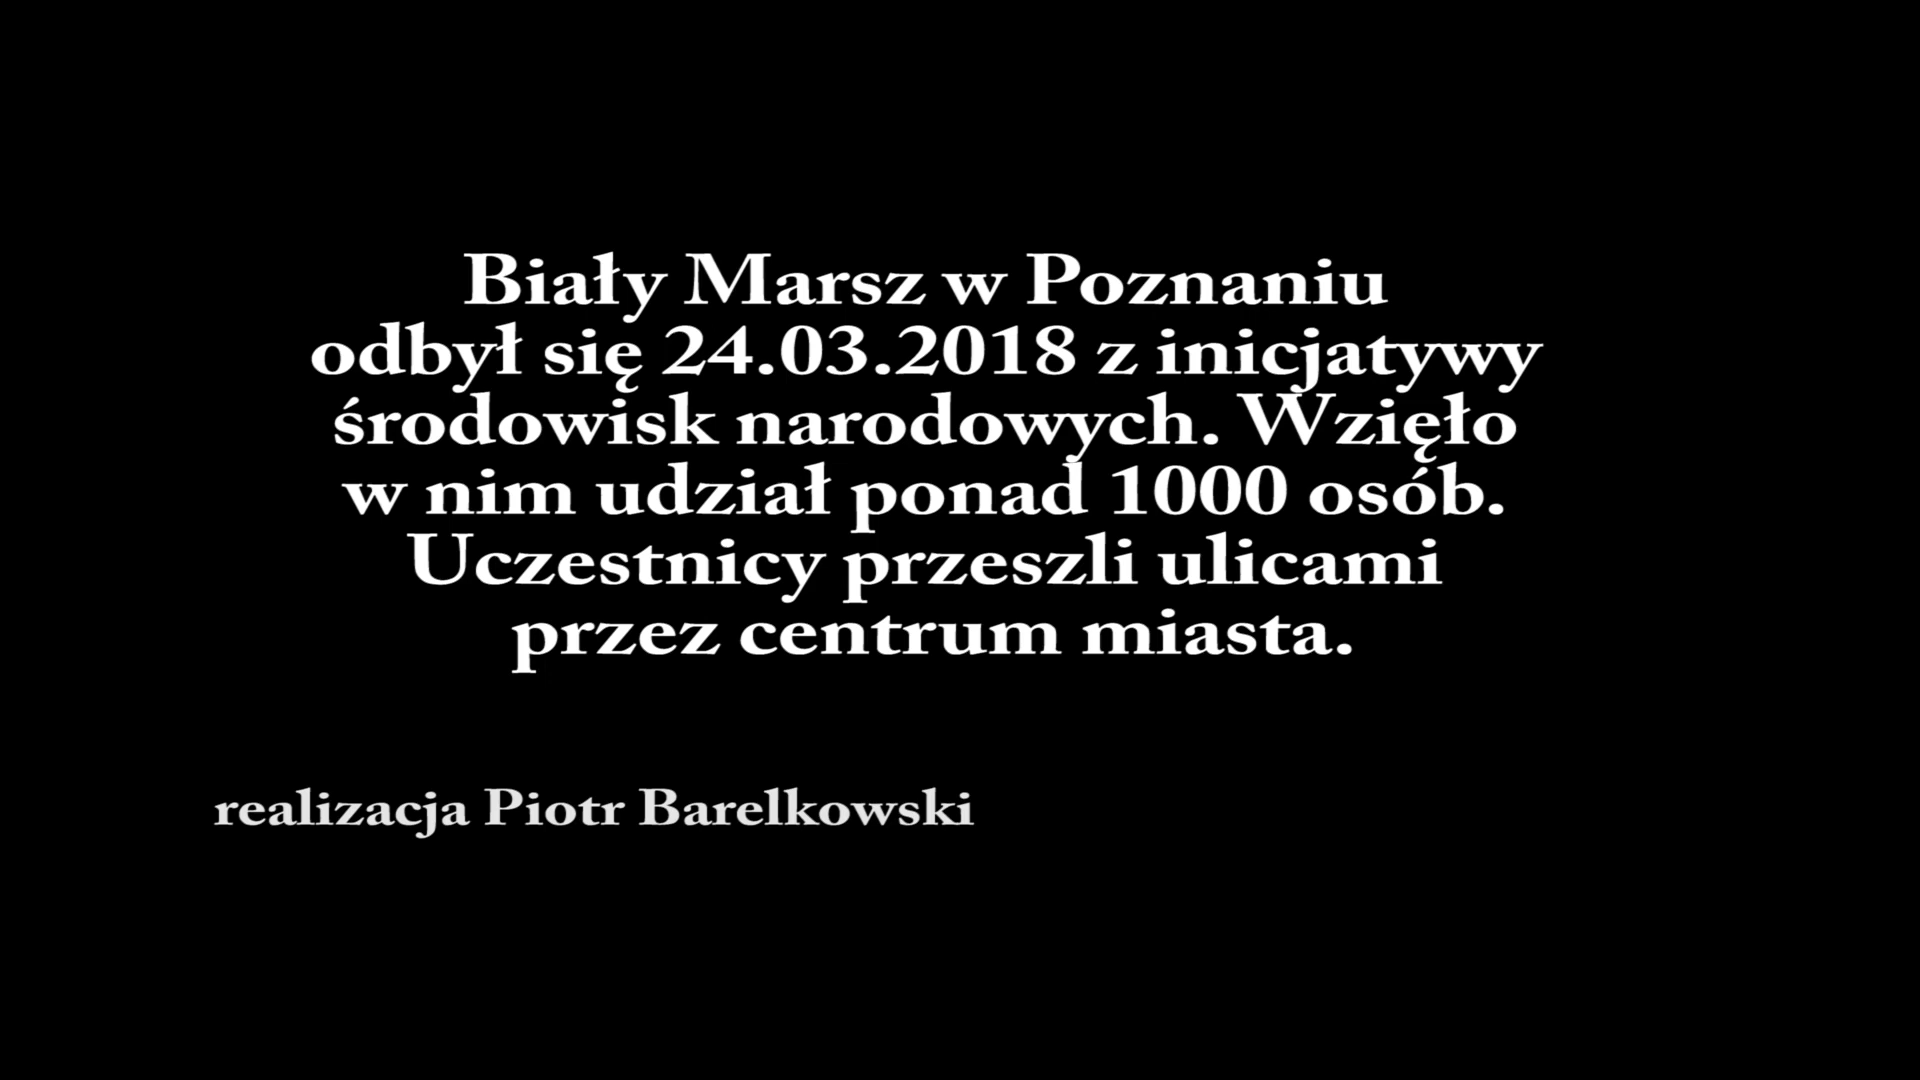 Biały Marsz w Poznaniu
odbył się 24.03.2018 z inicjatywy
środowisk narodowych. Wzięło
w nim udział ponad 1000 osób.
Uczestnicy przeszli ulicami
przez centrum miasta.
realizacja Piotr Barelkowski